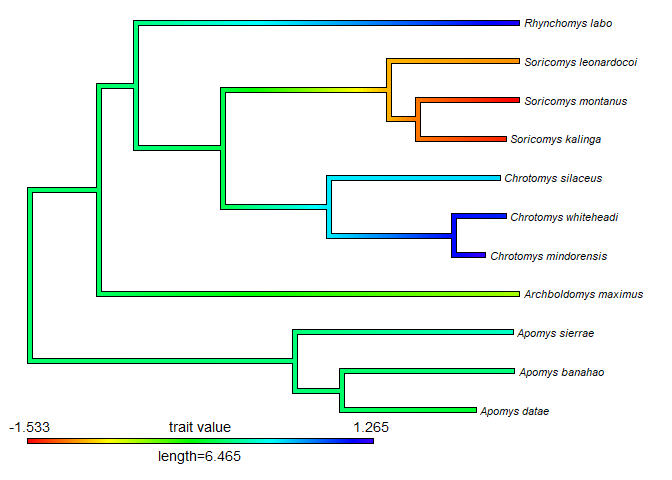 Rhynchomys labo
Soricomys leonardocoi
Soricomys montanus
Soricomys kalinga
Chrotomys silaceus
Chrotomys whiteheadi
Chrotomys mindorensis
Archboldomys maximus
Apomys sierrae
Apomys banahao
Apomys datae
-1.533 trait value 1.265
length=6.465